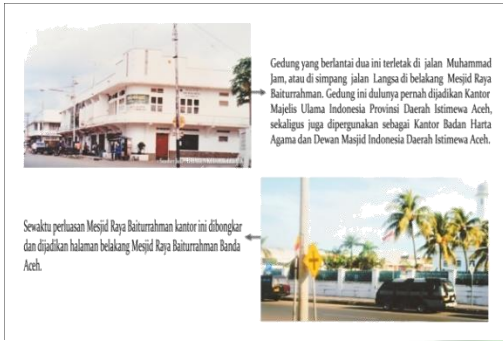 Gedung yang berlantai dua ini terletak di jalan Muhammad
Jam, atau di simpang jalan Langsa di belakang Mesjid Raya
Baiturrahman. Gedung ini dulunya pernah dijadikan Kantor
Majelis Ulama Indonesia Provinsi Daerah Istimewa Aceh,
sekaligus juga dipergunakan sebagai Kantor Badan Harta
Agama dan Dewan Masjid Indonesia Daerah Istimewa Aceh.
Sewaktu perluasan Mesjid Raya Baiturrahman kantor ini dibongkar
dan dijadikan halaman belakang Mesjid Raya Baiturrahman Banda
Aceh.